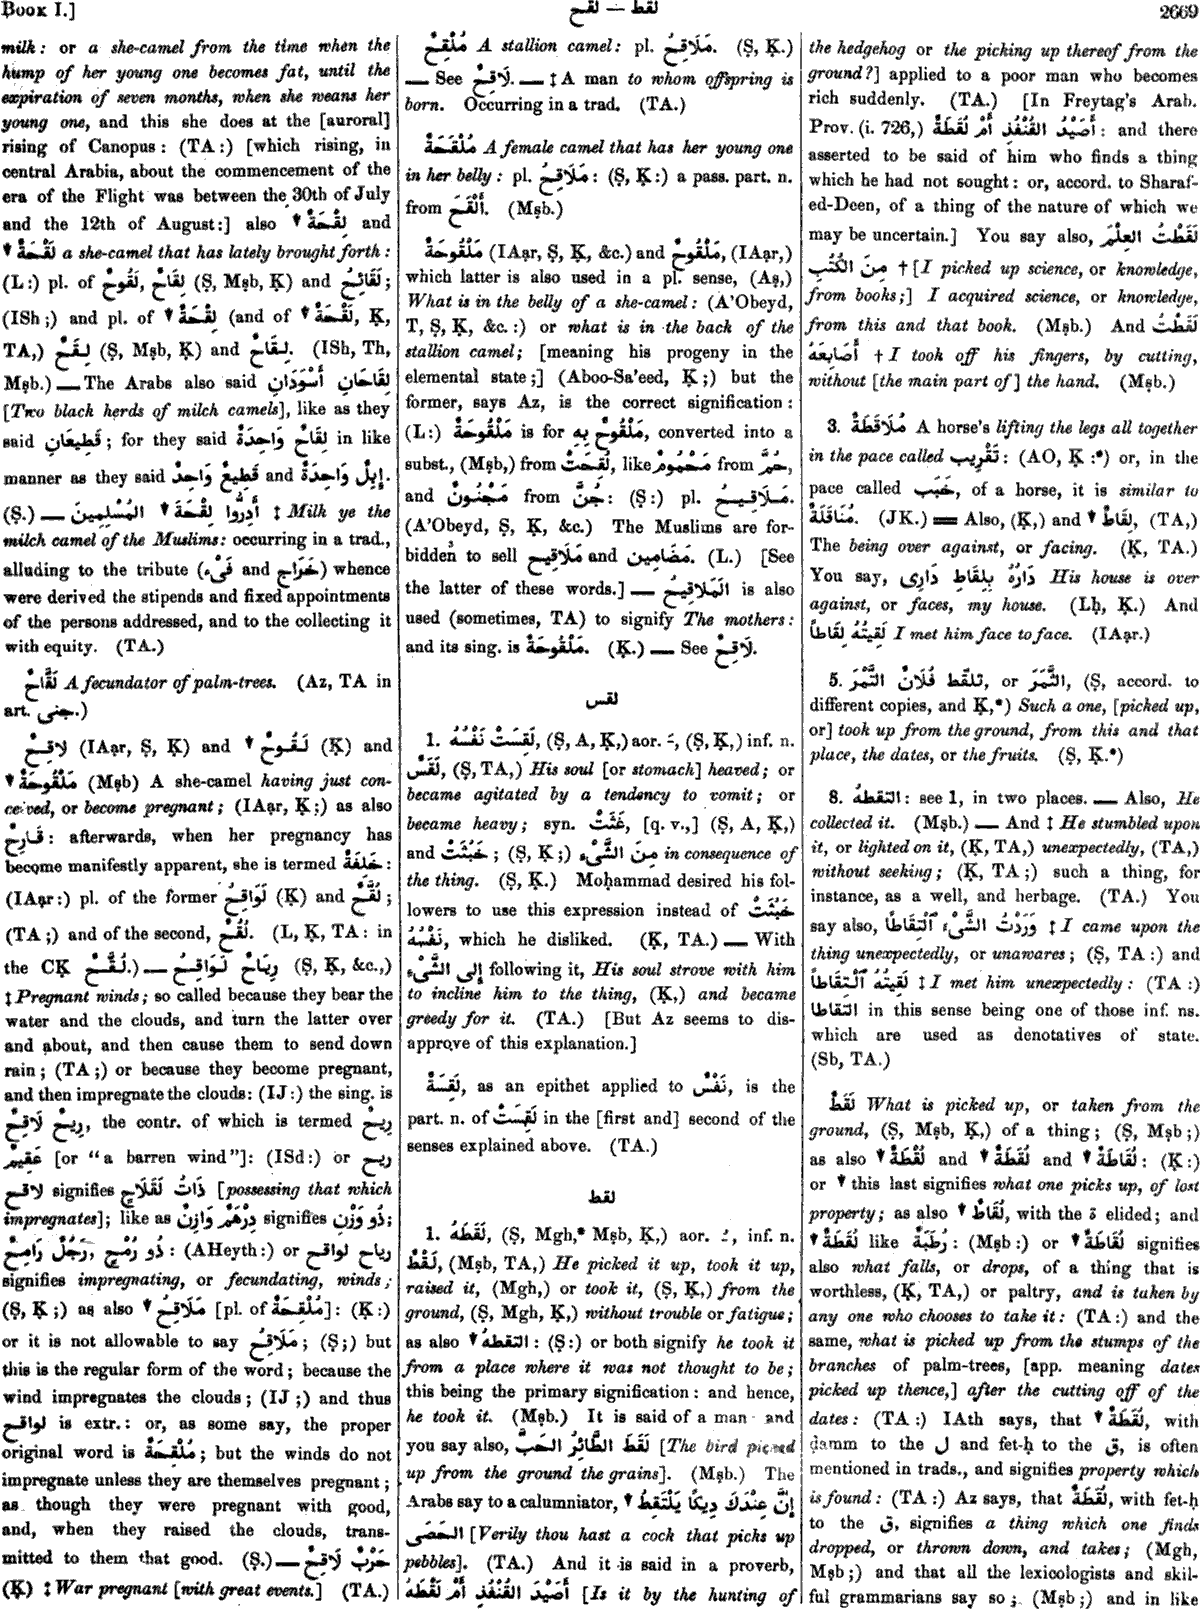 Book I.]
لقط — لقح
2669
milk: or a she-camel from the time when the
hump of her young one becomes fat, until the
expiration of seven months, when she weans her
young one, and this she does at the [auroral]
rising of Canopus: (TA:) [which rising, in
central Arabia, about the commencement of the
era of the Flight was between the 30th of July
and the 12th of August:] also ▼ لِقْحَةٌ and
▼ لَقْحَةٌ a she-camel that has lately brought forth:
(L:) pl. of لَقُوحٌ, لِقَاحٌ (Ṣ, Mṣb, Ḳ) and لَقَائِحُ;
(ISh;) and pl. of ▼ لِقْحَةٌ (and of ▼ لَقْحَةٌ, Ḳ,
TA,) لِقَحٌ (Ṣ, Mṣb, Ḳ) and لِقَاحٌ. (ISh, Th,
Mṣb.) — The Arabs also said لِقَاحَانِ أَسْوَدَانِ
[Two black herds of milch camels], like as they
said قَطِيعَانِ; for they said لِقَاحٌ وَاحِدَةٌ in like
manner as they said قَطِيعٌ وَاحِدٌ and إِبِلٌ وَاحِدَةٌ.
(Ṣ.) — أَدِرُّوا لِقْحَةَ ▼ المُسْلِمِينَ ‡ Milk ye the
milch camel of the Muslims: occurring in a trad.,
alluding to the tribute (فَىْء and خَرَاج) whence
were derived the stipends and fixed appointments
of the persons addressed, and to the collecting it
with equity. (TA.)
لَقَّاحٌ A fecundator of palm-trees. (Az, TA in
art. جنى.)
لَاقِحٌ (IAạr, Ṣ, Ḳ) and ▼ لَقُوحٌ (Ḳ) and
▼ مَلْقُوحَةٌ (Mṣb) A she-camel having just con-
ceived, or become pregnant; (IAạr, Ḳ;) as also
قَارِحٌ: afterwards, when her pregnancy has
become manifestly apparent, she is termed خَلِفَةٌ:
(IAạr:) pl. of the former لَوَاقِحُ (Ḳ) and لُقَّحٌ;
(TA;) and of the second, لُقُحٌ. (L, Ḳ, TA: in
the CḲ لُقَّحٌ.) — رِيَاحٌ لَوَاقِحُ (Ṣ, Ḳ, &c.,)
‡ Pregnant winds; so called because they bear the
water and the clouds, and turn the latter over
and about, and then cause them to send down
rain; (TA;) or because they become pregnant,
and then impregnate the clouds: (IJ:) the sing. is
رِيحٌ لَاقِحٌ, the contr. of which is termed رِيحٌ
عَقِيمٌ [or "a barren wind"]: (ISd:) or ريح
لاقح signifies ذَاتُ لَقَاحٍ [possessing that which
impregnates]; like as دِرْهَمٌ وَازِنٌ signifies ذُو وَزْنٍ;
رَجُلٌ رَامِحٌ, ذُو رُمْحٍ: (AHeyth:) or رياح لواقح
signifies impregnating, or fecundating, winds;
(Ṣ, Ḳ;) as also ▼ مَلَاقِحُ [pl. of مُلْقِحَةٌ]: (Ḳ:)
or it is not allowable to say مَلَاقِحُ; (Ṣ;) but
this is the regular form of the word; because the
wind impregnates the clouds; (IJ;) and thus
لواقح is extr.: or, as some say, the proper
original word is مُلْقِحَةٌ; but the winds do not
impregnate unless they are themselves pregnant;
as though they were pregnant with good,
and, when they raised the clouds, trans-
mitted to them that good. (Ṣ.) — حَرْبٌ لَاقِحٌ
(Ḳ) ‡ War pregnant [with great events.] (TA.)
مُلْقِحٌ A stallion camel: pl. مَلَاقِحُ. (Ṣ, Ḳ.)
— See لَاقِحٌ. — ‡ A man to whom offspring is
born. Occurring in a trad. (TA.)
مُلْقَحَةٌ A female camel that has her young one
in her belly: pl. مَلَاقِحُ: (Ṣ, Ḳ:) a pass. part. n.
from أَلْقَحَ. (Mṣb.)
مَلْقُوحَةٌ (IAạr, Ṣ, Ḳ, &c.) and مَلْقُوحٌ, (IAạr,)
which latter is also used in a pl. sense, (Aṣ,)
What is in the belly of a she-camel: (A'Obeyd,
T, Ṣ, Ḳ, &c.:) or what is in the back of the
stallion camel; [meaning his progeny in the
elemental state;] (Aboo-Sa'eed, Ḳ;) but the
former, says Az, is the correct signification:
(L:) مَلْقُوحَةٌ is for مَلْقُوحٌ بِهِ, converted into a
subst., (Mṣb,) from لُقِحَتْ, like مَحْمُومٌ from حُمَّ,
and مَجْنُونٌ from جُنَّ: (Ṣ:) pl. مَلَاقِيحُ.
(A'Obeyd, Ṣ, Ḳ, &c.) The Muslims are for-
bidden to sell مَلَاقِيح and مَضَامِين. (L.) [See
the latter of these words.] — المَلَاقِيحُ is also
used (sometimes, TA) to signify The mothers:
and its sing. is مَلْقُوحَةٌ. (Ḳ.) — See لَاقِحٌ.
لقس
1. لَقِسَتْ نَفْسُهُ, (Ṣ, A, Ḳ,) aor. ـَ, (Ṣ, Ḳ,) inf. n.
لَقَسٌ, (Ṣ, TA,) His soul [or stomach] heaved; or
became agitated by a tendency to vomit; or
became heavy; syn. غَثَتْ, [q. v.,] (Ṣ, A, Ḳ,)
and خَبُثَتْ; (Ṣ, Ḳ;) مِنَ الشَّىْءِ in consequence of
the thing. (Ṣ, Ḳ.) Moḥammad desired his fol-
lowers to use this expression instead of خَبُثَتْ
نَفْسُهُ, which he disliked. (Ḳ, TA.) — With
إِلَى الشَّىْءِ following it, His soul strove with him
to incline him to the thing, (Ḳ,) and became
greedy for it. (TA.) [But Az seems to dis-
approve of this explanation.]
لَقِسَةٌ, as an epithet applied to نَفْسٌ, is the
part. n. of لَقِسَتْ in the [first and] second of the
senses explained above. (TA.)
لقط
1. لَقَطَهُ, (Ṣ, Mgh,* Mṣb, Ḳ,) aor. ـُ, inf. n.
لَقْطٌ, (Mṣb, TA,) He picked it up, took it up,
raised it, (Mgh,) or took it, (Ṣ, Ḳ,) from the
ground, (Ṣ, Mgh, Ḳ,) without trouble or fatigue;
as also ▼ التقطهُ: (Ṣ:) or both signify he took it
from a place where it was not thought to be;
this being the primary signification: and hence,
he took it. (Mṣb.) It is said of a man and
you say also, لَقَطَ الطَّائِرُ الحَبَّ [The bird picked
up from the ground the grains]. (Mṣb.) The
Arabs say to a calumniator, إِنَّ عِنْدَكَ دِيكًا يَلْتَقِطُ ▼
الحَصَى [Verily thou hast a cock that picks up
pebbles]. (TA.) And it is said in a proverb,
أَصَيْدَ القُنْفُذِ أَمْ لَقْطَهُ [Is it by the hunting of
the hedgehog or the picking up thereof from the
ground?] applied to a poor man who becomes
rich suddenly. (TA.) [In Freytag's Arab.
Prov. (i. 726,) أَصَيْدُ القُنْفُذِ أَمْ لُقَطَةٌ: and there
asserted to be said of him who finds a thing
which he had not sought: or, accord. to Sharaf-
ed-Deen, of a thing of the nature of which we
may be uncertain.] You say also, لَقَطْتُ العِلْمَ
مِنَ الكُتُبِ † [I picked up science, or knowledge,
from books;] I acquired science, or knowledge,
from this and that book. (Mṣb.) And لَقَطْتُ
أَصَابِعَهُ † I took off his fingers, by cutting,
without [the main part of] the hand. (Mṣb.)
3. مُلَاقَطَةٌ A horse's lifting the legs all together
in the pace called تَقْرِيب: (AO, Ḳ:*) or, in the
pace called خَبَب, of a horse, it is similar to
مُنَاقَلَةٌ. (JK.) = Also, (Ḳ,) and ▼ لِقَاطٌ, (TA,)
The being over against, or facing. (Ḳ, TA.)
You say, دَارُهُ بِلِقَاطِ دَارِى His house is over
against, or faces, my house. (Lḥ, Ḳ.) And
لَقِيتُهُ لِقَاطاً I met him face to face. (IAạr.)
5. تلقّط فُلَانٌ التَّمْرَ, or الثَّمَرَ, (Ṣ, accord. to
different copies, and Ḳ,*) Such a one, [picked up,
or] took up from the ground, from this and that
place, the dates, or the fruits. (Ṣ, Ḳ.*)
8. التقطهُ: see 1, in two places. — Also, He
collected it. (Mṣb.) — And ‡ He stumbled upon
it, or lighted on it, (Ḳ, TA,) unexpectedly, (TA,)
without seeking; (Ḳ, TA;) such a thing, for
instance, as a well, and herbage. (TA.) You
say also, وَرَدْتُ الشَّىْءَ ٱلْتِقَاطًا ‡ I came upon the
thing unexpectedly, or unawares; (Ṣ, TA:) and
لَقِيتُهُ ٱلْتِقَاطاً ‡ I met him unexpectedly: (TA:)
التقاطا in this sense being one of those inf. ns.
which are used as denotatives of state.
(Sb, TA.)
لَقَطٌ What is picked up, or taken from the
ground, (Ṣ, Mṣb, Ḳ,) of a thing; (Ṣ, Mṣb;)
as also ▼ لُقْطَةٌ and ▼ لُقَطَةٌ and ▼ لُقَاطَةٌ: (Ḳ:)
or ▼ this last signifies what one picks up, of lost
property; as also ▼ لُقَاطٌ, with the ة elided; and
▼ لُقَطَةٌ like رُطَبَةٌ: (Mṣb:) or ▼ لُقَاطَةٌ signifies
also what falls, or drops, of a thing that is
worthless, (Ḳ, TA,) or paltry, and is taken by
any one who chooses to take it: (TA:) and the
same, what is picked up from the stumps of the
branches of palm-trees, [app. meaning dates
picked up thence,] after the cutting off of the
dates: (TA:) IAth says, that ▼ لُقَطَةٌ, with
ḍamm to the ل and fet-ḥ to the ق, is often
mentioned in trads., and signifies property which
is found: (TA:) Az says, that لُقَطَةٌ, with fet-ḥ
to the ق, signifies a thing which one finds
dropped, or thrown down, and takes; (Mgh,
Mṣb;) and that all the lexicologists and skil-
ful grammarians say so; (Mṣb;) and in like